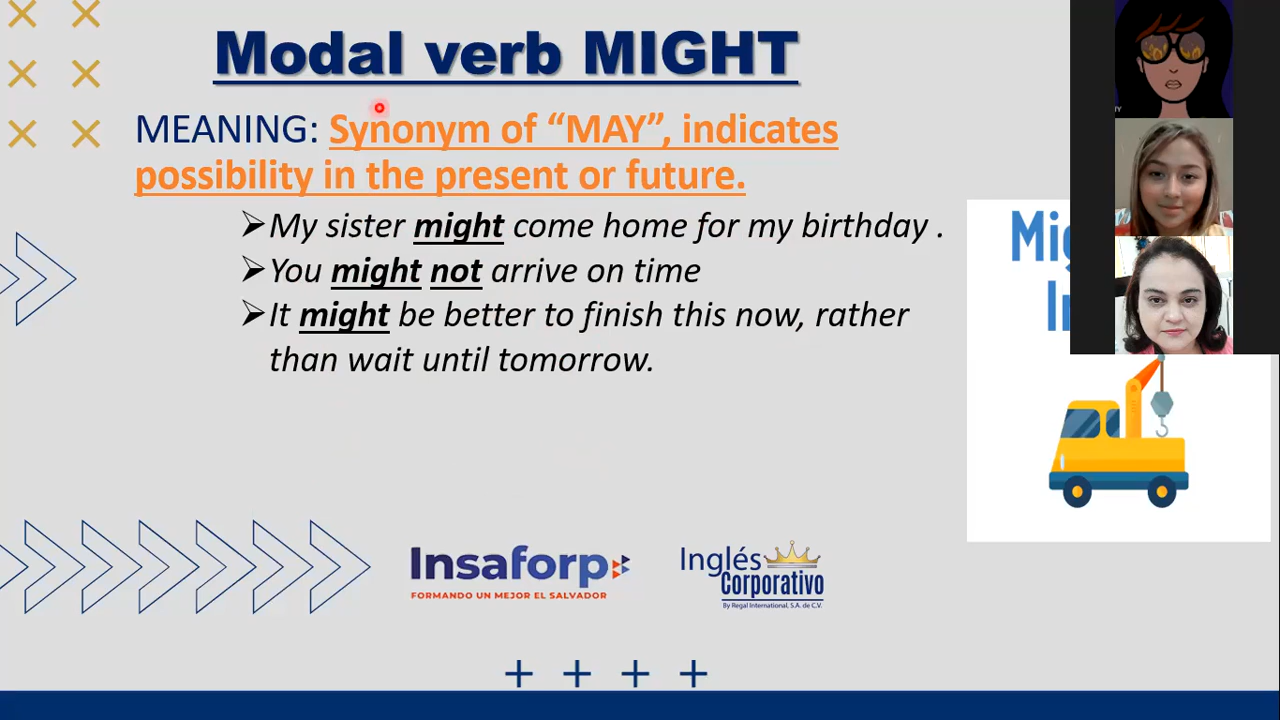 Modal verb MIGHT
MEANING: Synonym of “MAY”, indicates
possibility in the present or future.
My sister might come home for my birthday .
You might not arrive on time
It might be better to finish this now, rather
than wait until tomorrow.
Insaforp
FORMANDO UN MEJOR EL SALVADOR
Inglés
Corporativo
By Regal International, S.A. de C.V.